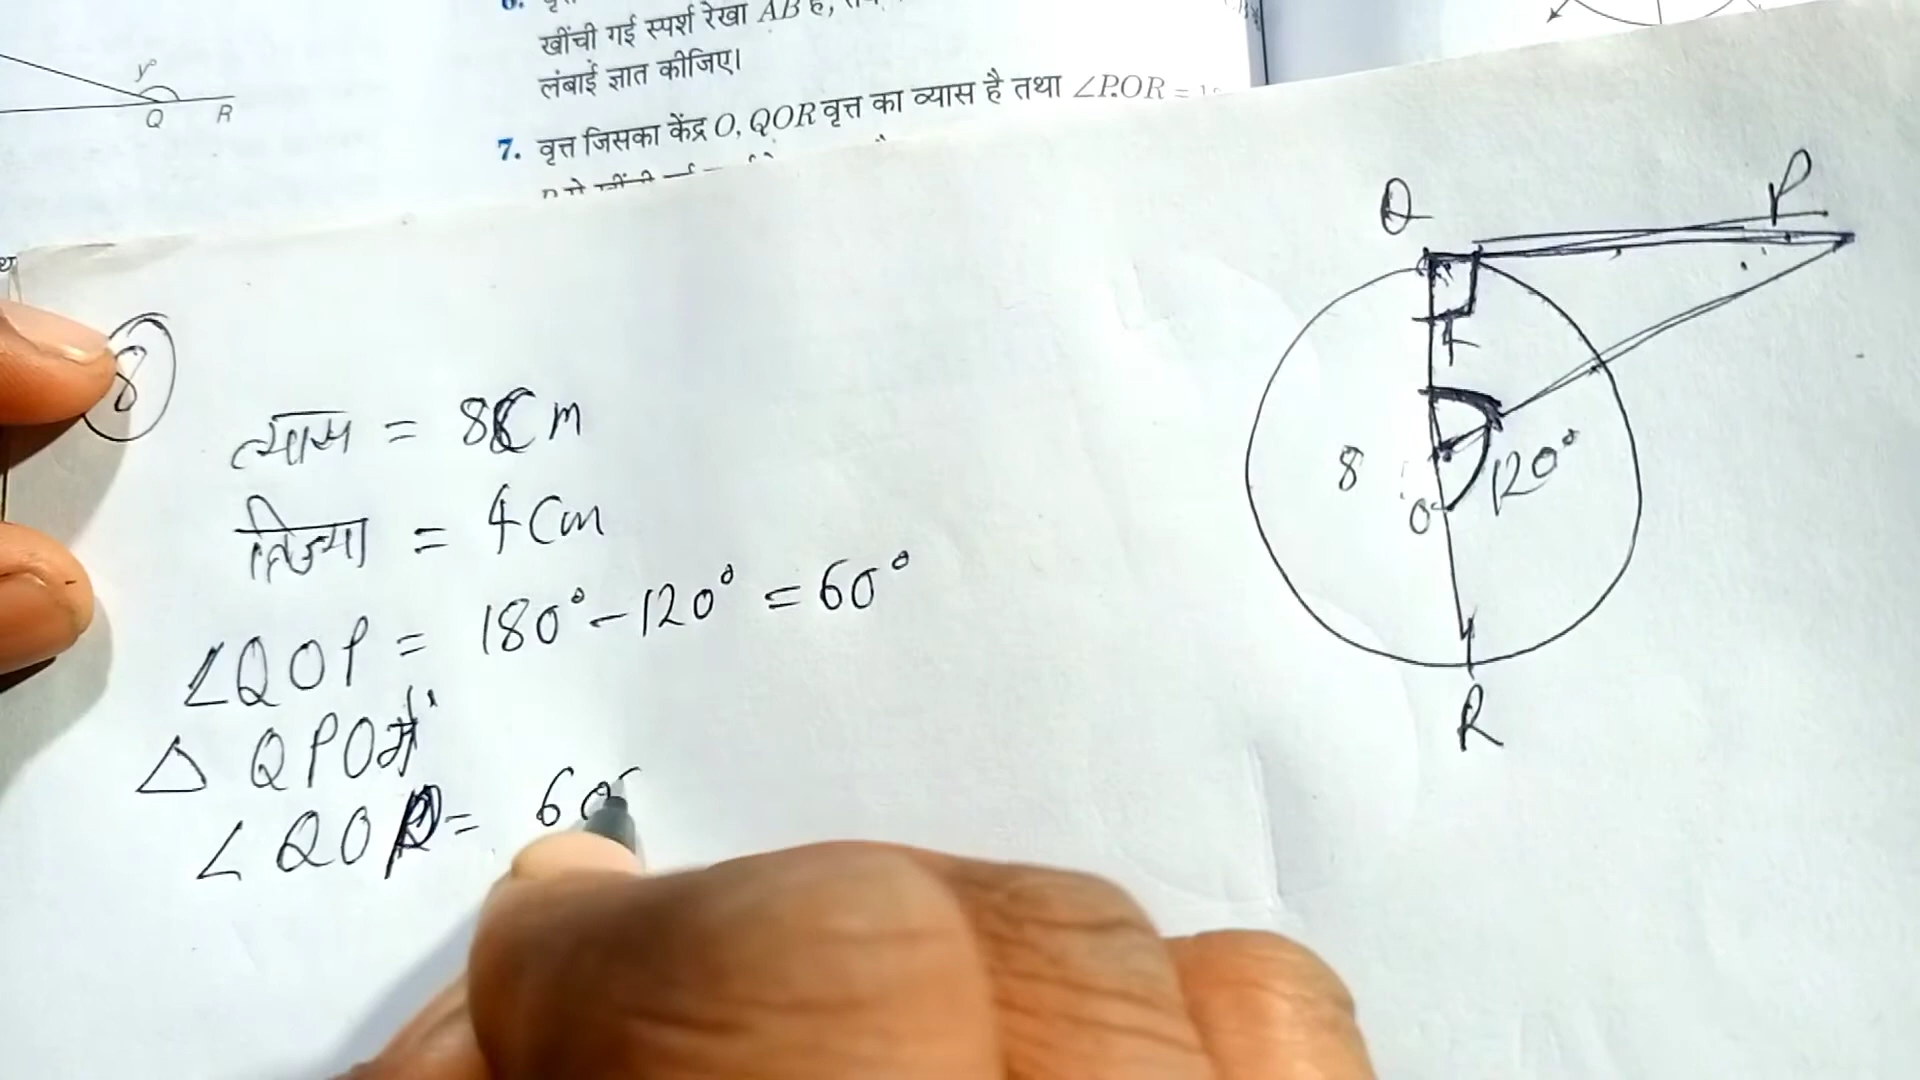 y°
Q R
6.
खींची गई स्पर्श रेखा AB है,
लंबाई ज्ञात कीजिए।
7. वृत्त जिसका केंद्र O, QOR वृत्त का व्यास है तथा ∠POR =
8
व्यास = 8Cm
त्रिज्या = 4Cm
∠QOP = 180° - 120° = 60°
△ QPO में
∠QOP = 60
Q P
4
8 O 120°
R